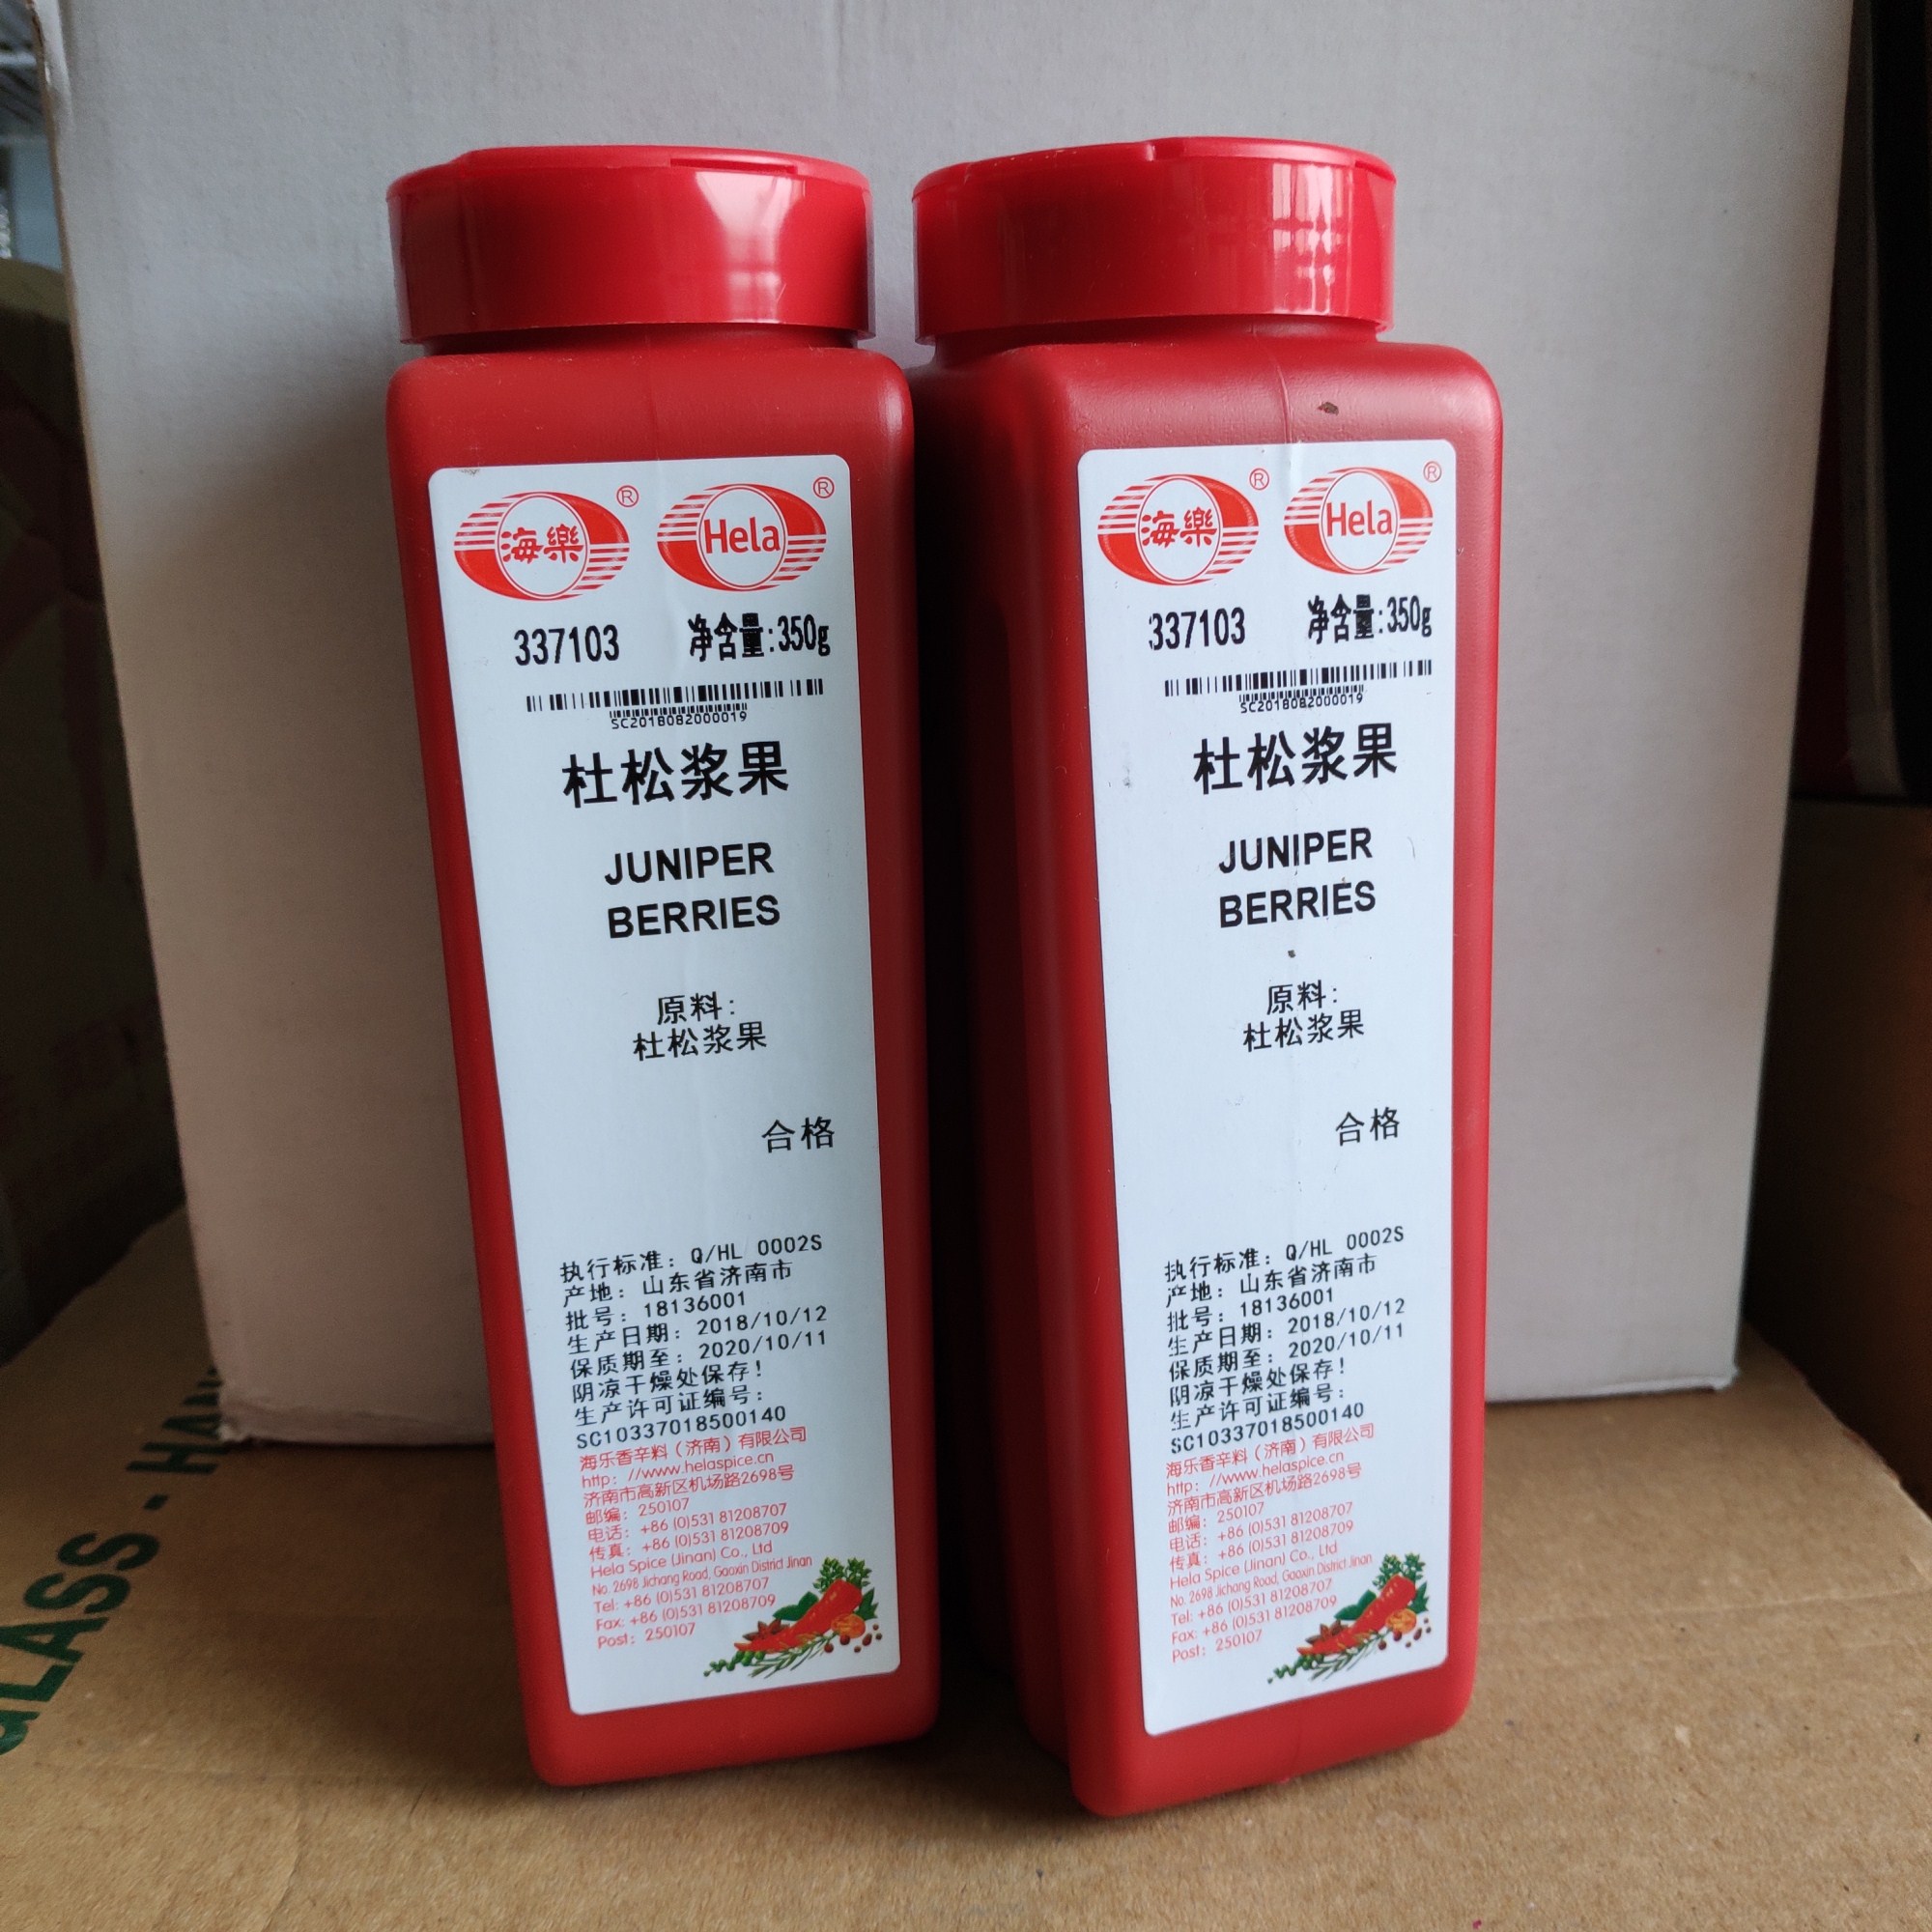 海樂 ® Hela ®
337103 净含量:350g
SC2018082000019
杜松浆果
JUNIPER
BERRIES
原料:
杜松浆果
合格
执行标准: Q/HL 0002S
产地: 山东省济南市
批号: 18136001
生产日期: 2018/10/12
保质期至: 2020/10/11
阴凉干燥处保存!
生产许可证编号:
SC10337018500140
海乐香辛料（济南）有限公司
http: //www.helaspice.cn
济南市高新区机场路2698号
邮编: 250107
电话: +86 (0)531 81208707
传真: +86 (0)531 81208709
Hela Spice (Jinan) Co., Ltd
No. 2698 Jichang Road, Gaoxin District Jinan
Tel: +86 (0)531 81208707
Fax: +86 (0)531 81208709
Post: 250107
海樂 ® Hela ®
337103 净含量:350g
SC2018082000019
杜松浆果
JUNIPER
BERRIES
原料:
杜松浆果
合格
执行标准: Q/HL 0002S
产地: 山东省济南市
批号: 18136001
生产日期: 2018/10/12
保质期至: 2020/10/11
阴凉干燥处保存!
生产许可证编号:
SC10337018500140
海乐香辛料（济南）有限公司
http: //www.helaspice.cn
济南市高新区机场路2698号
邮编: 250107
电话: +86 (0)531 81208707
传真: +86 (0)531 81208709
Hela Spice (Jinan) Co., Ltd
No. 2698 Jichang Road, Gaoxin District Jinan
Tel: +86 (0)531 81208707
Fax: +86 (0)531 81208709
Post: 250107
GLASS -